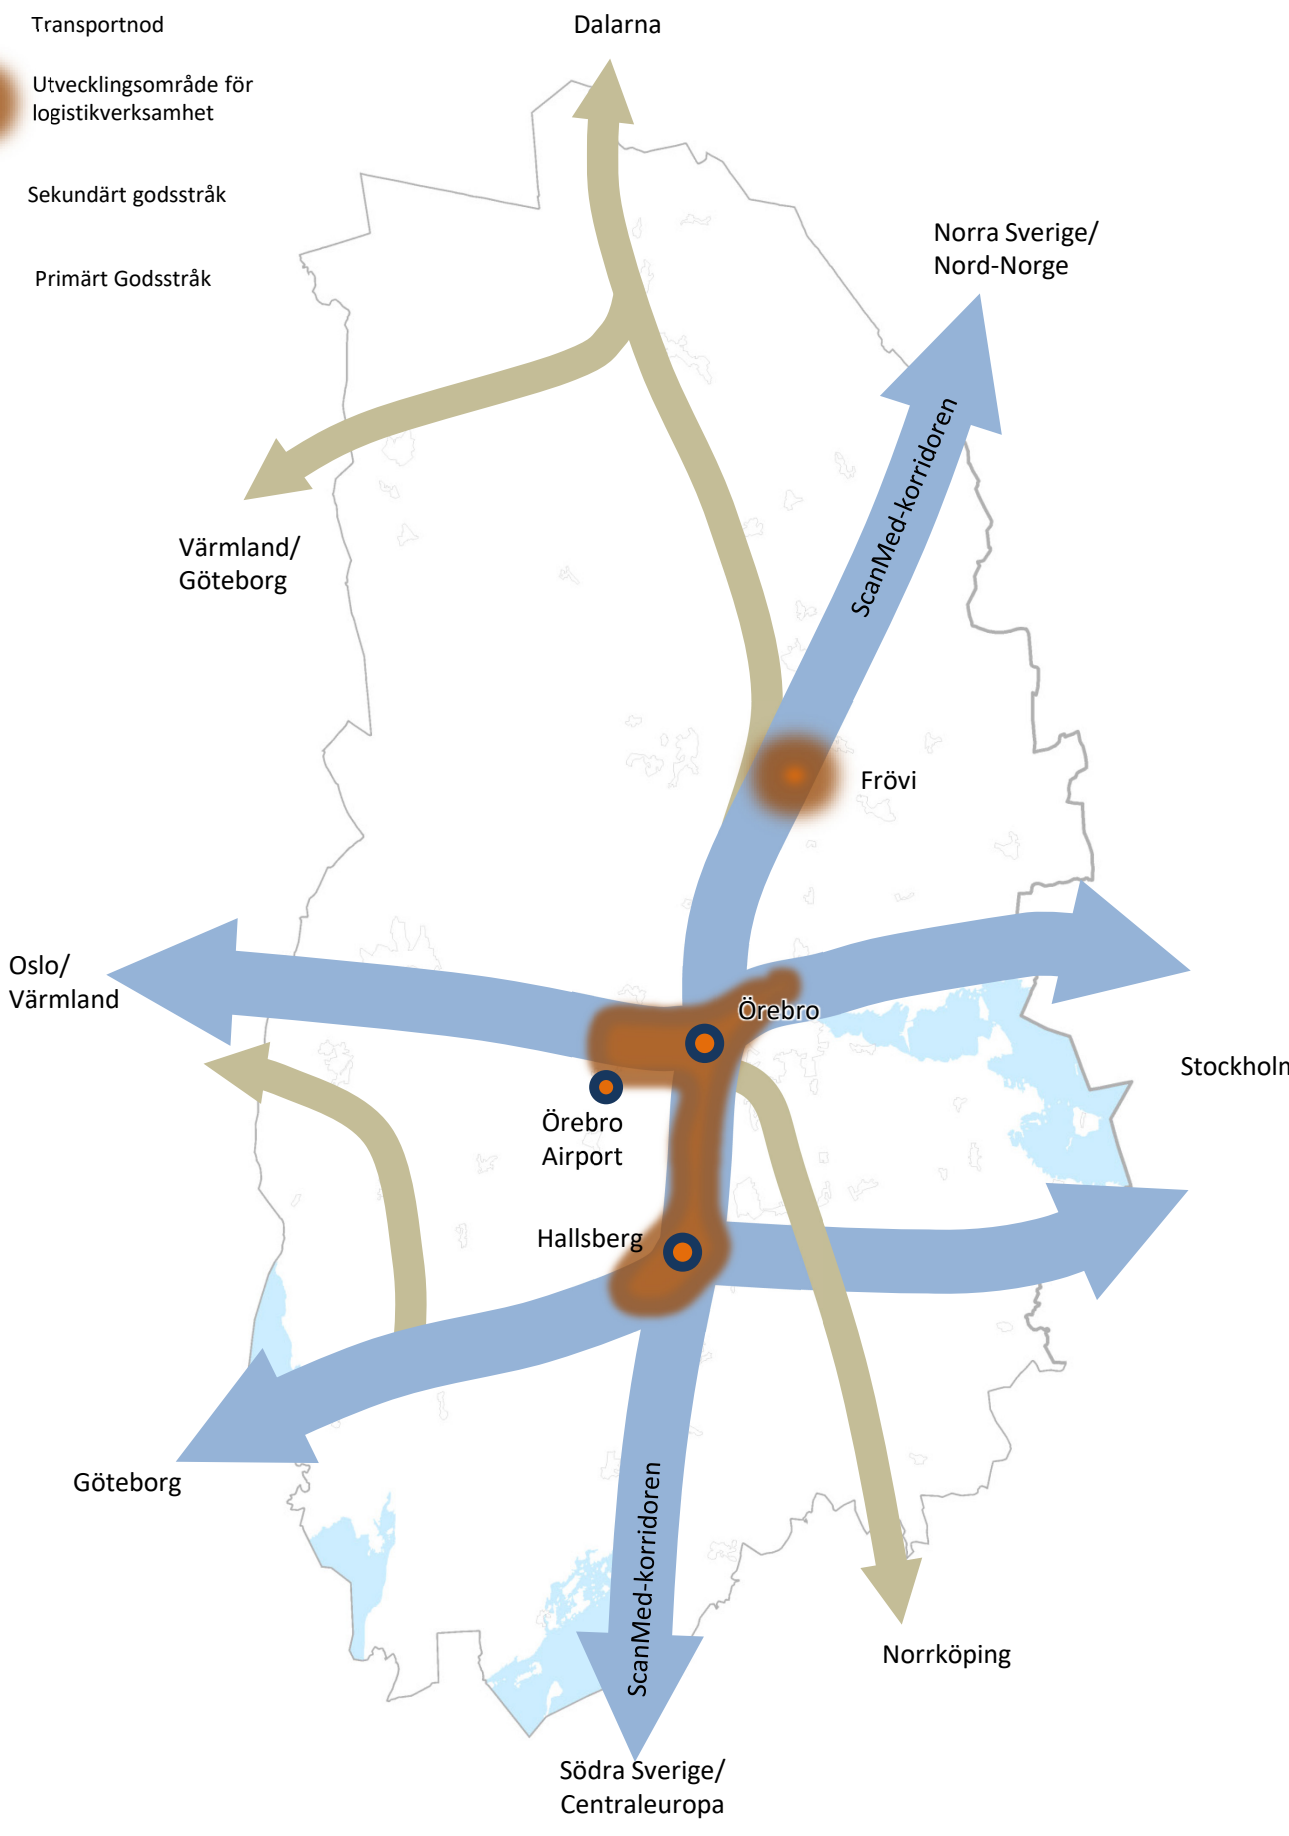 Transportnod
Utvecklingsområde för
logistikverksamhet
Sekundärt godsstråk
Primärt Godsstråk
Dalarna
Norra Sverige/
Nord-Norge
ScanMed-korridoren
Värmland/
Göteborg
Frövi
Oslo/
Värmland
Örebro
Stockholm
Örebro
Airport
Hallsberg
Göteborg
ScanMed-korridoren
Norrköping
Södra Sverige/
Centraleuropa